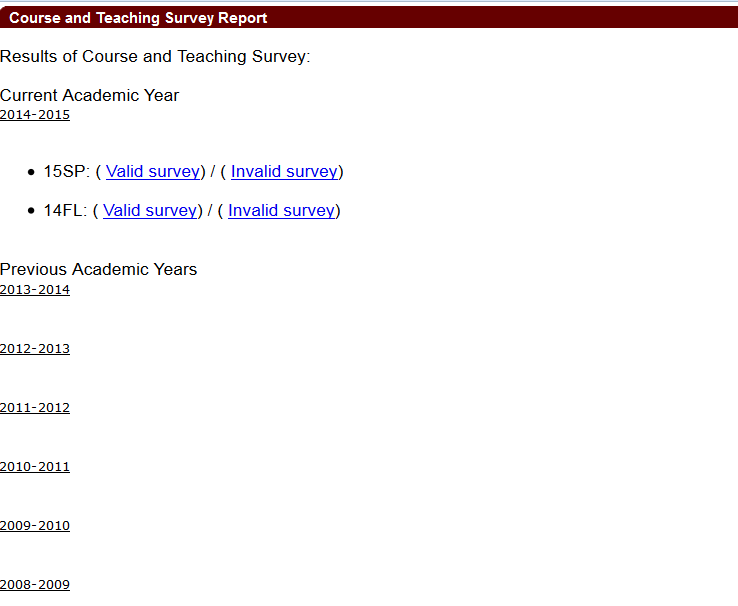 Course and Teaching Survey Report
Results of Course and Teaching Survey:
Current Academic Year
2014-2015
• 15SP: ( Valid survey) / ( Invalid survey)
• 14FL: ( Valid survey) / ( Invalid survey)
Previous Academic Years
2013-2014
2012-2013
2011-2012
2010-2011
2009-2010
2008-2009